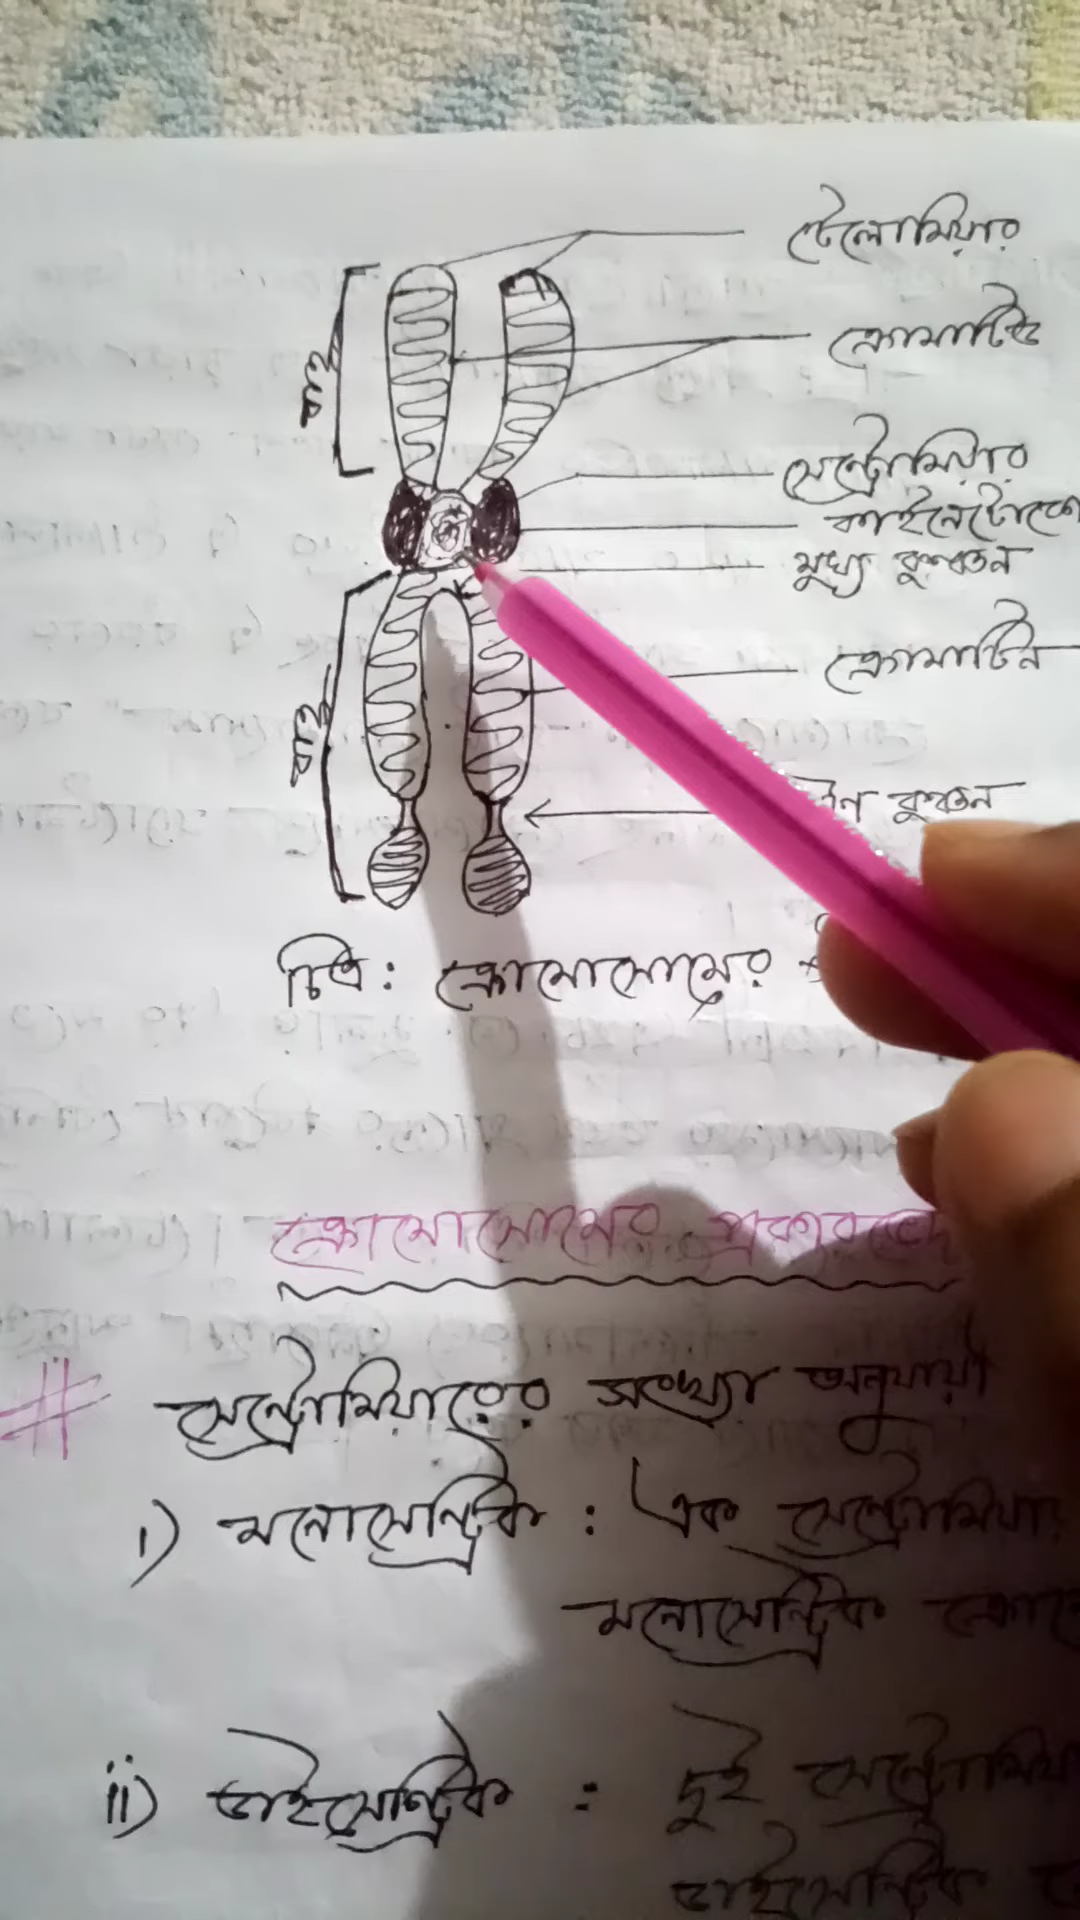 টেলোমিয়ার
ক্রোমাটিড
বাহু
সেন্ট্রোমিয়ার
কাইনেটোকো
মুখ্য কুঞ্চন
ক্রোমাটিন
বাহু
কুঞ্চন
চিত্র: ক্রোমোসোমের
ক্রোমোসোমের প্রকারভেদ
# সেন্ট্রোমিয়ারের সংখ্যা অনুযায়ী
i) মনোসেন্ট্রিক : এক সেন্ট্রোমিয়ার
মনোসেন্ট্রিক ক্রো
ii) ডাইসেন্ট্রিক : দুই সেন্ট্রোমিয়া
ডাইসেন্ট্রিক